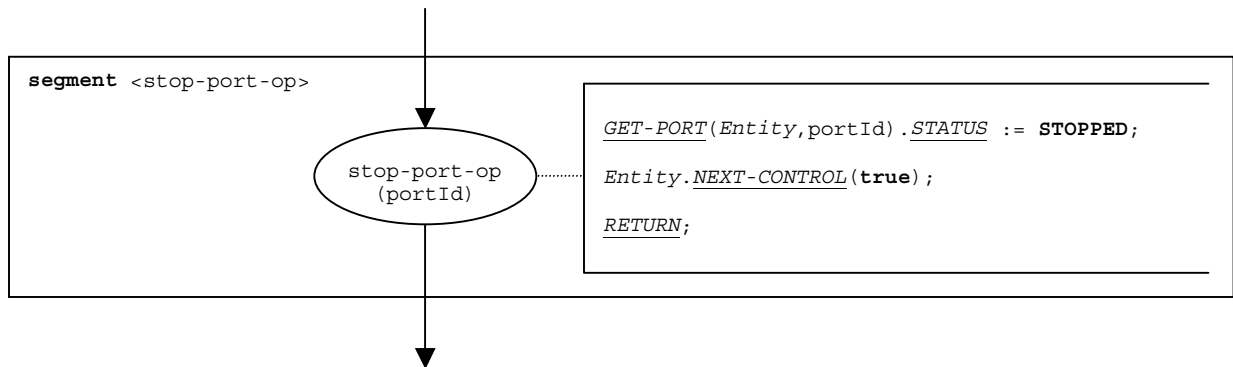 segment <stop-port-op>
stop-port-op
(portId)
GET-PORT(Entity,portId).STATUS := STOPPED;
Entity.NEXT-CONTROL(true);
RETURN;